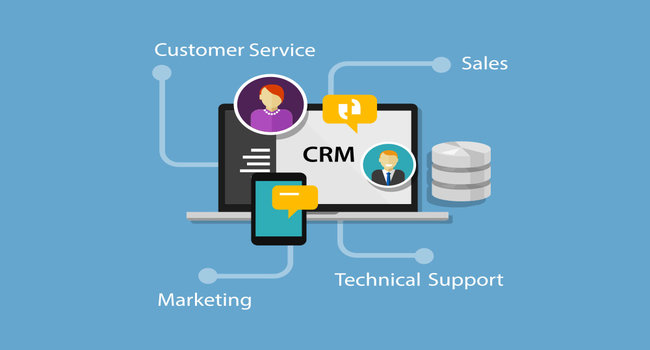 Customer Service
Sales
CRM
Marketing
Technical Support